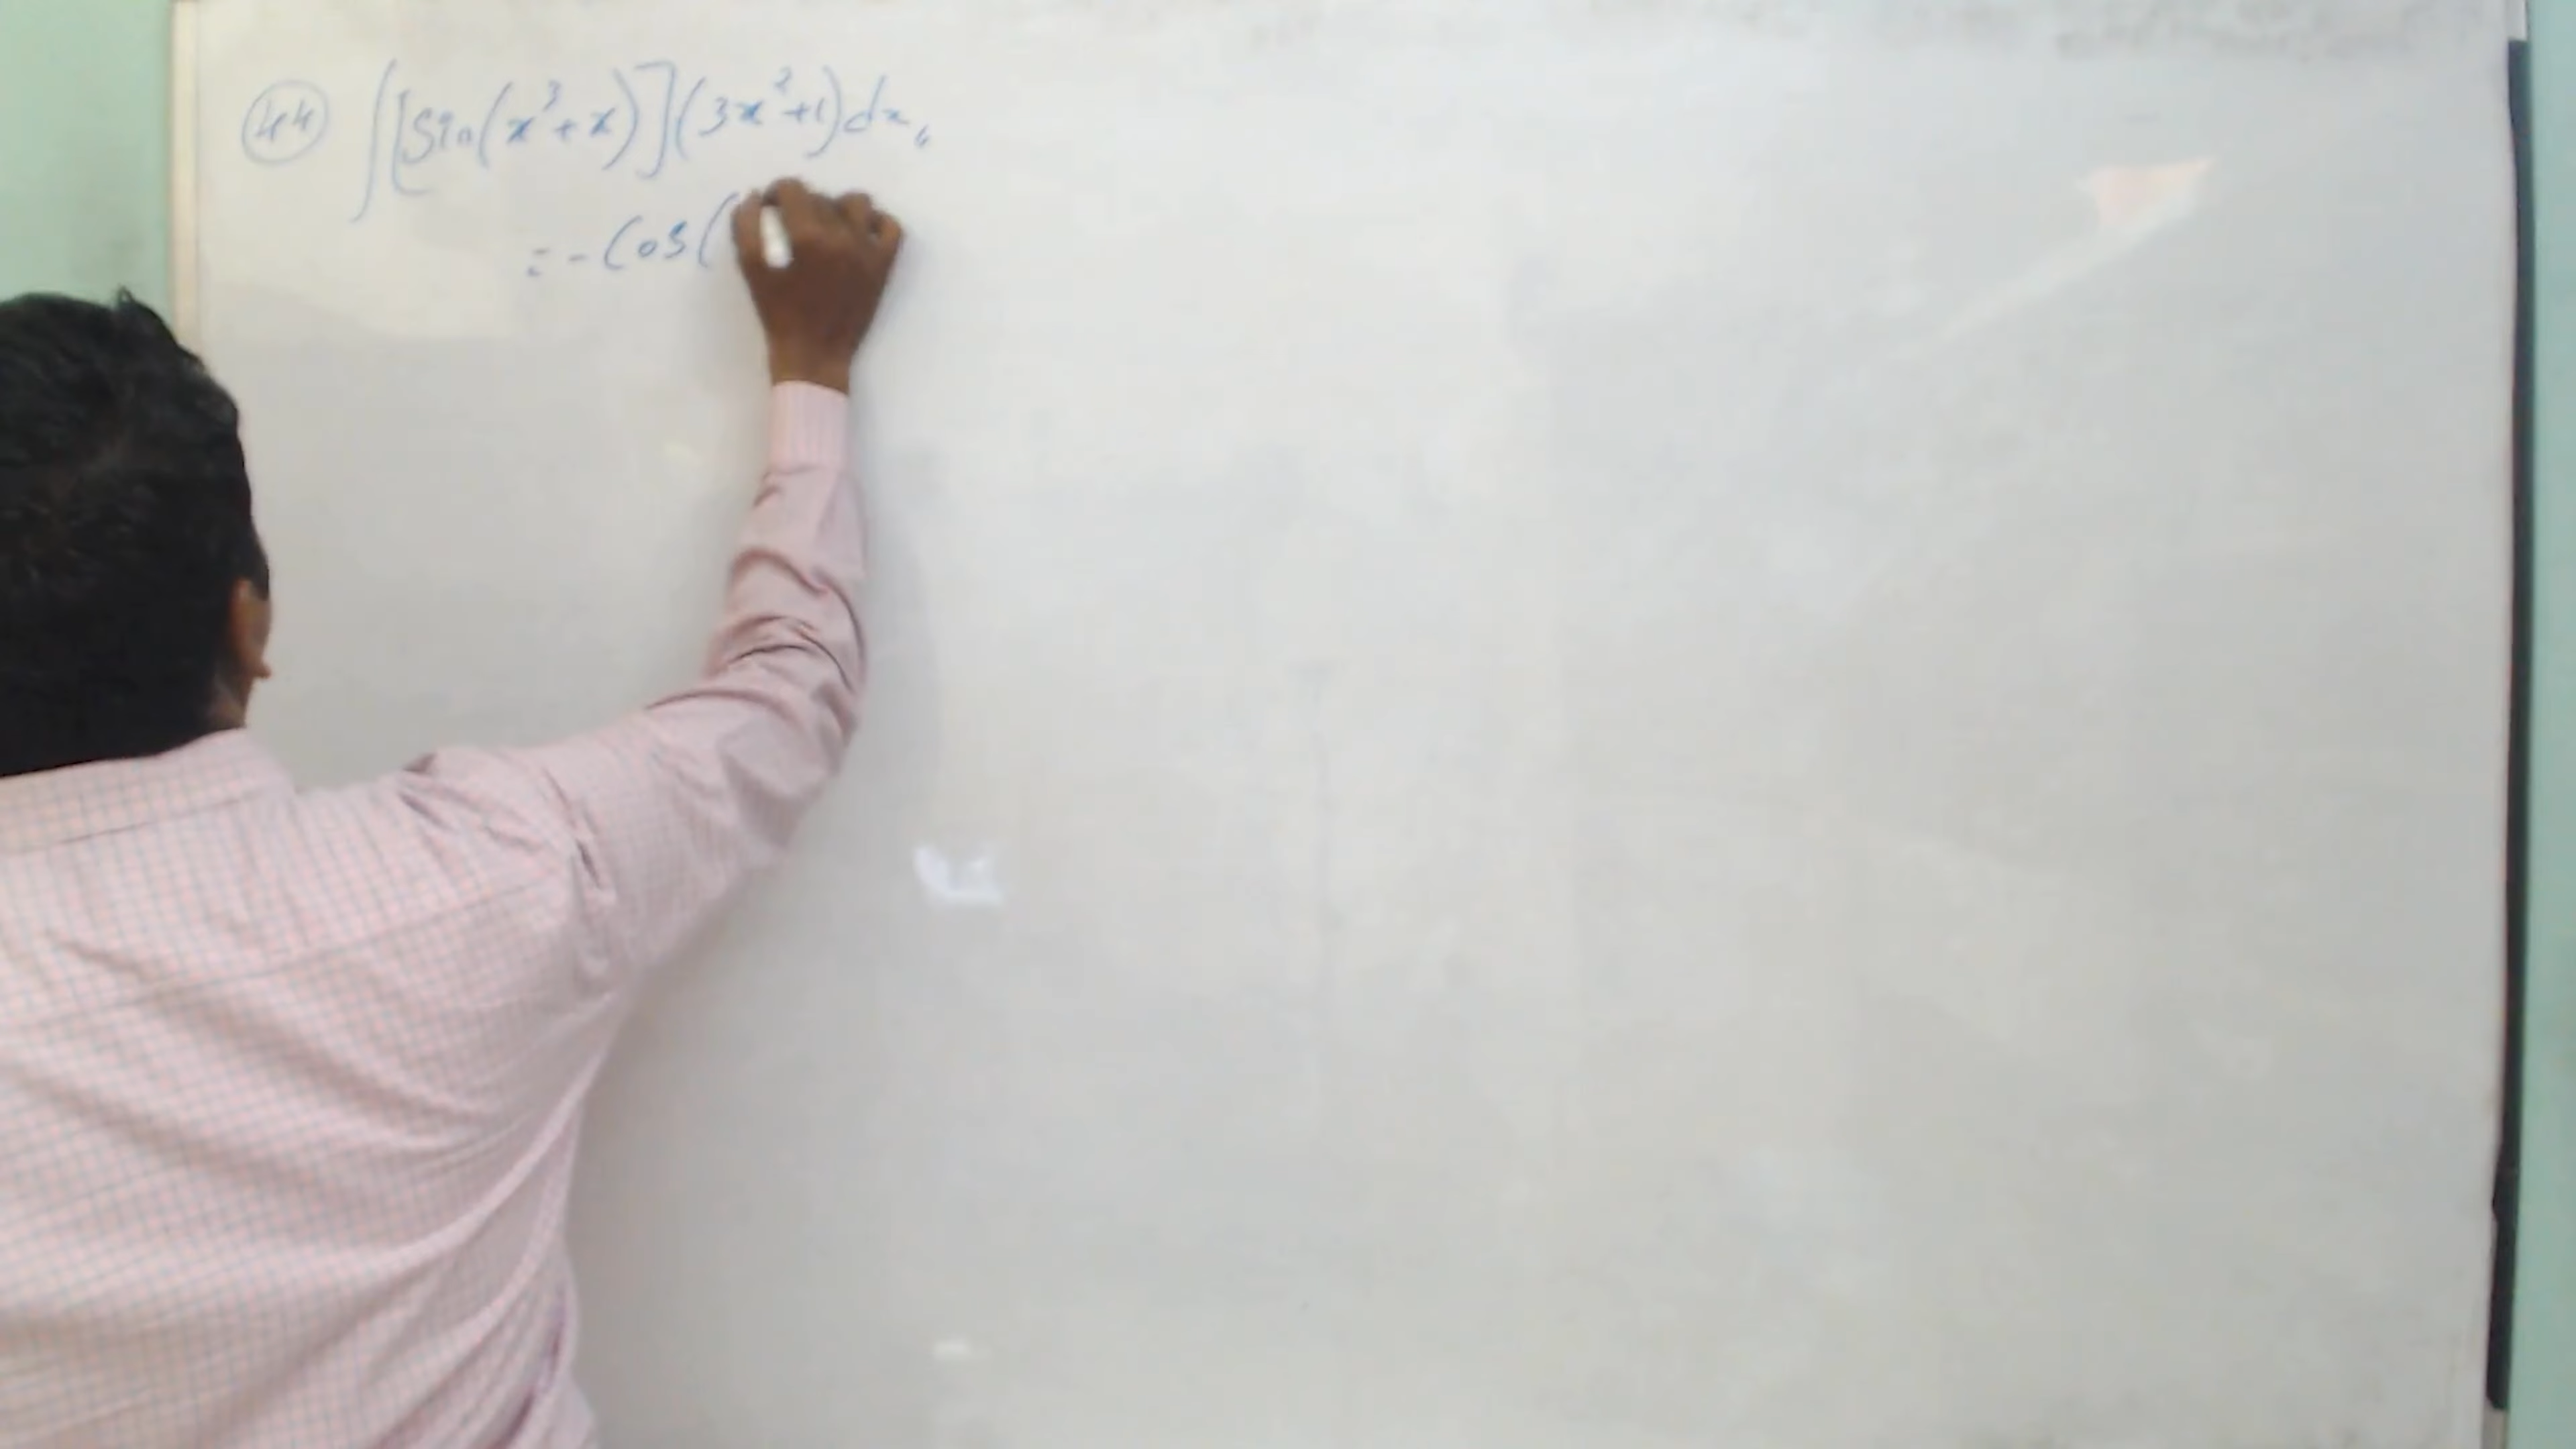 44 ∫[Sin(x³+x)](3x²+1)dx,
= - Cos(